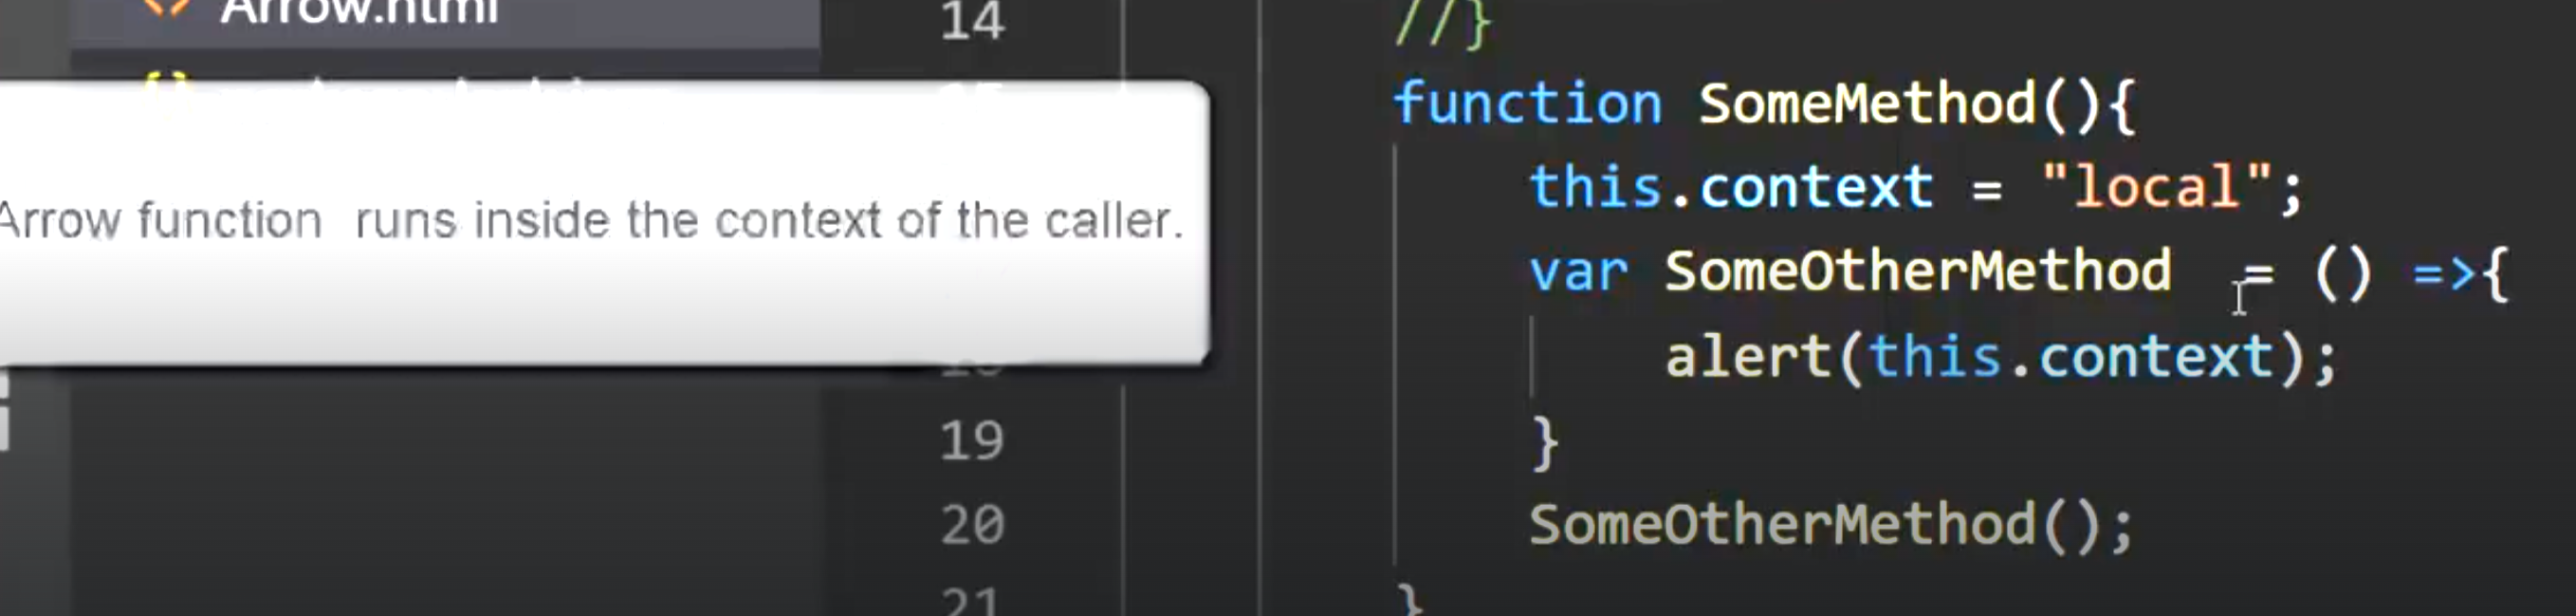 Arrow.html
14
//}
function SomeMethod(){
this.context = "local";
Arrow function runs inside the context of the caller.
var SomeOtherMethod = () =>{
alert(this.context);
19
}
20
SomeOtherMethod();
21
}